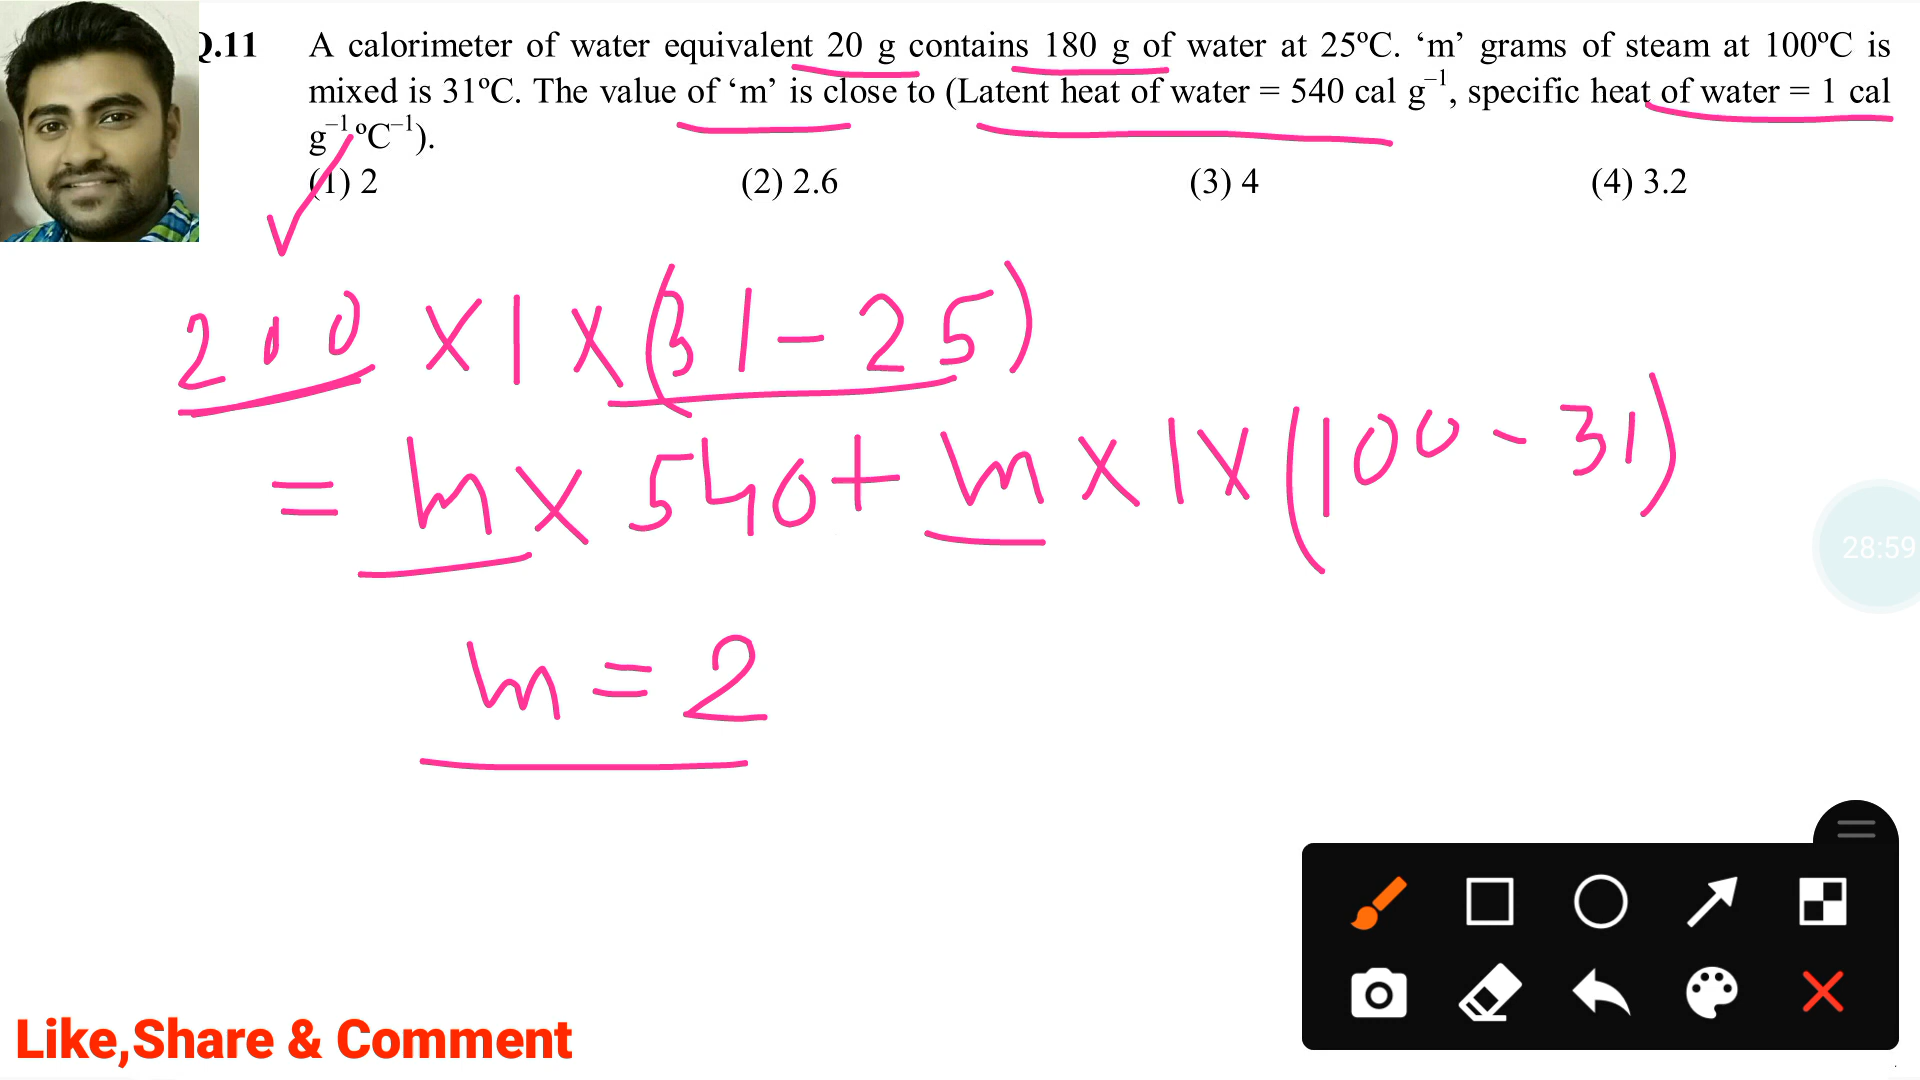 Q.11 A calorimeter of water equivalent 20 g contains 180 g of water at 25ºC. ‘m’ grams of steam at 100ºC is
mixed is 31ºC. The value of ‘m’ is close to (Latent heat of water = 540 cal g⁻¹, specific heat of water = 1 cal
g⁻¹ ºC⁻¹).
(1) 2 (2) 2.6 (3) 4 (4) 3.2
200 × 1 × (31 - 25)
= m × 540 + m × 1 × (100 - 31)
28:59
m = 2
Like,Share & Comment